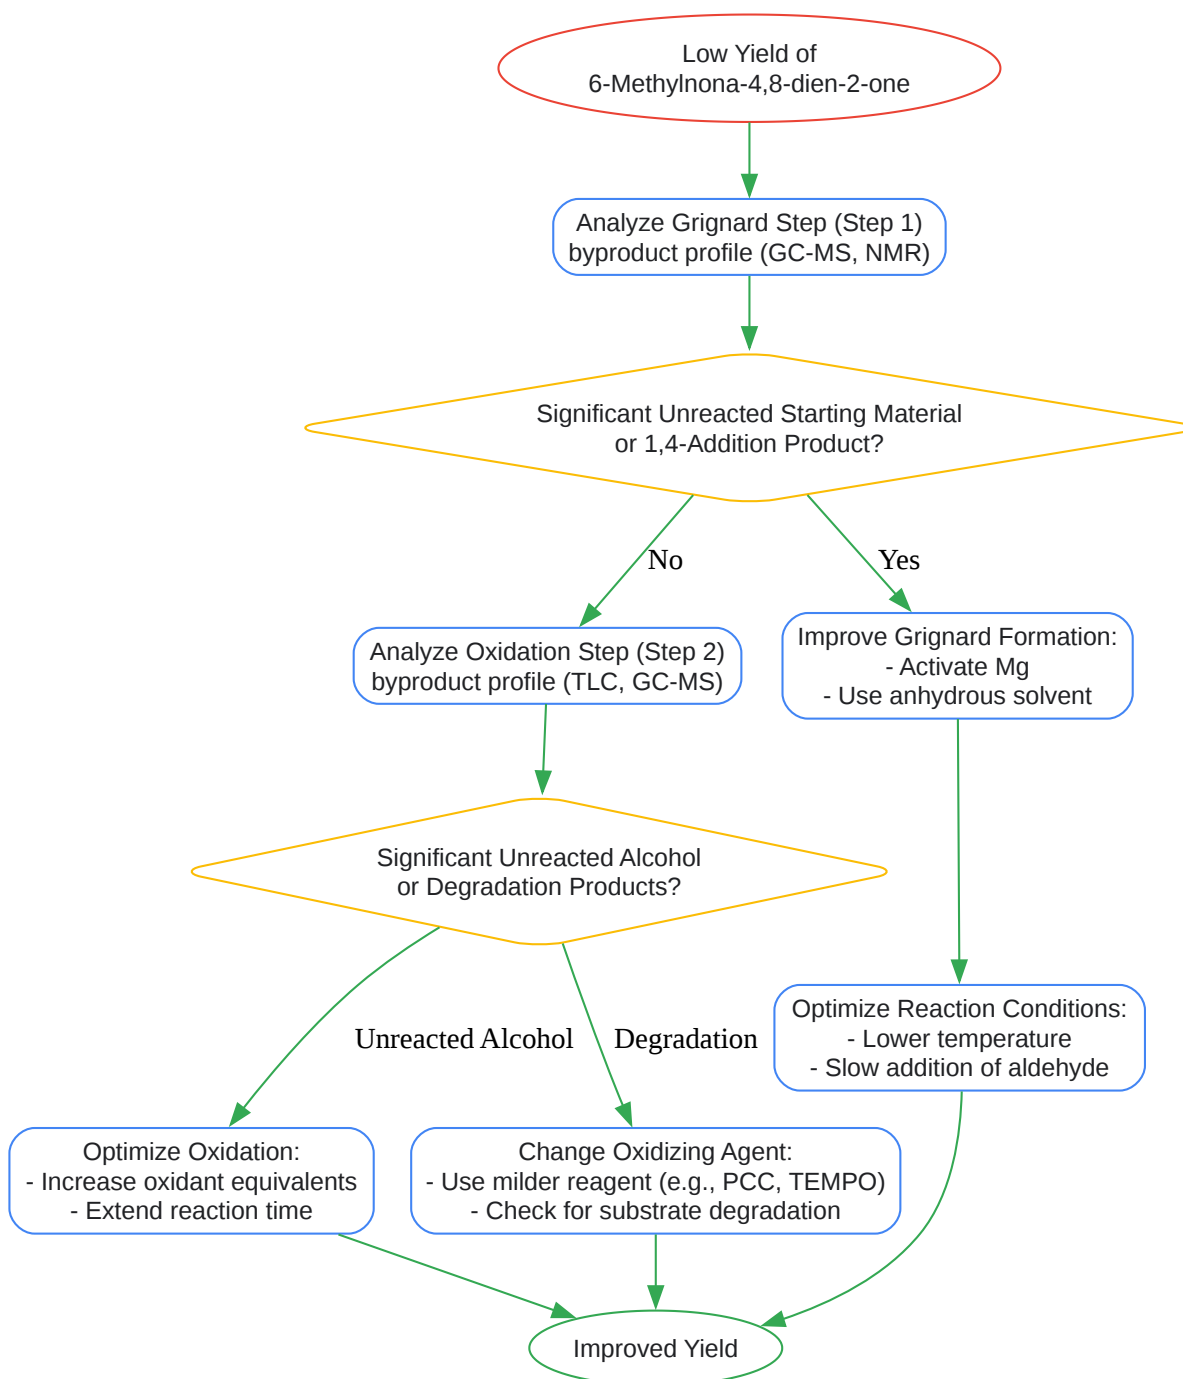 Low Yield of
6-Methylnona-4,8-dien-2-one
Analyze Grignard Step (Step 1)
byproduct profile (GC-MS, NMR)
Significant Unreacted Starting Material
or 1,4-Addition Product?
No
Yes
Analyze Oxidation Step (Step 2)
byproduct profile (TLC, GC-MS)
Improve Grignard Formation:
- Activate Mg
- Use anhydrous solvent
Significant Unreacted Alcohol
or Degradation Products?
Unreacted Alcohol
Degradation
Optimize Reaction Conditions:
- Lower temperature
- Slow addition of aldehyde
Optimize Oxidation:
- Increase oxidant equivalents
- Extend reaction time
Change Oxidizing Agent:
- Use milder reagent (e.g., PCC, TEMPO)
- Check for substrate degradation
Improved Yield